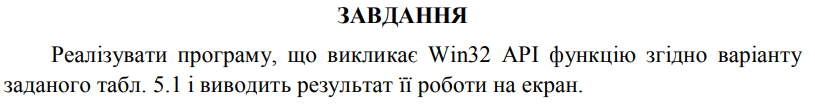 ЗАВДАННЯ
Реалізувати програму, що викликає Win32 API функцію згідно варіанту
заданого табл. 5.1 і виводить результат її роботи на екран.